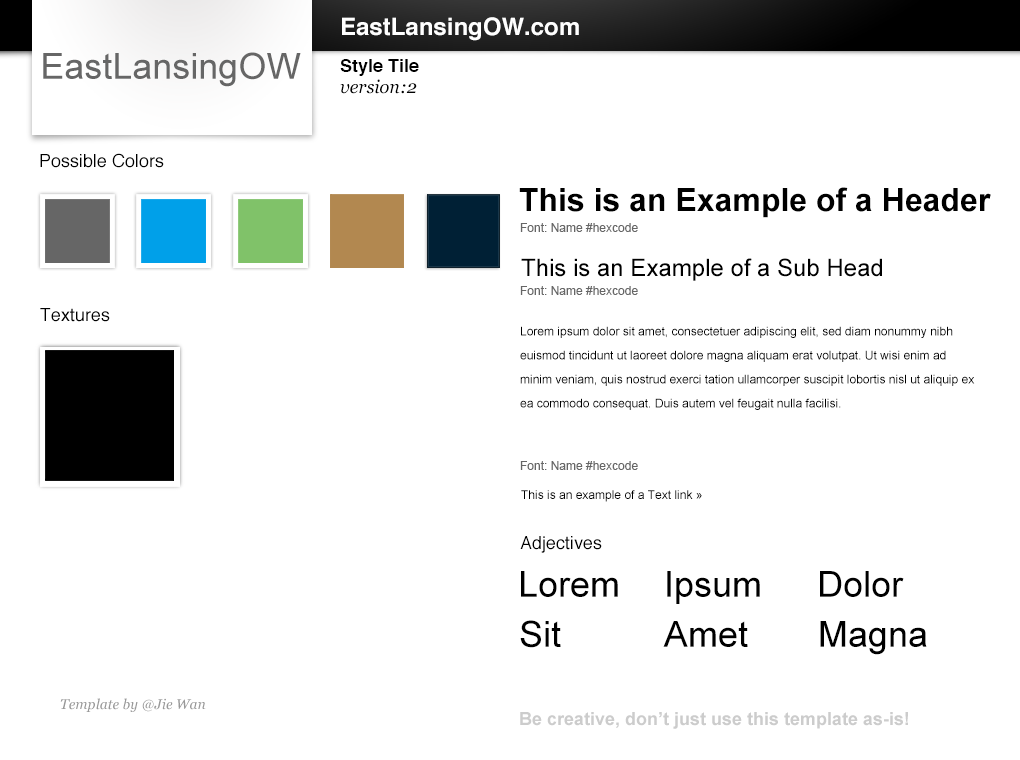 EastLansingOW
EastLansingOW.com
Style Tile
version:2
Possible Colors
Textures
This is an Example of a Header
Font: Name #hexcode
This is an Example of a Sub Head
Font: Name #hexcode
Lorem ipsum dolor sit amet, consectetuer adipiscing elit, sed diam nonummy nibh
euismod tincidunt ut laoreet dolore magna aliquam erat volutpat. Ut wisi enim ad
minim veniam, quis nostrud exerci tation ullamcorper suscipit lobortis nisl ut aliquip ex
ea commodo consequat. Duis autem vel feugait nulla facilisi.
Font: Name #hexcode
This is an example of a Text link »
Adjectives
Lorem Ipsum Dolor
Sit Amet Magna
Template by @Jie Wan
Be creative, don’t just use this template as-is!